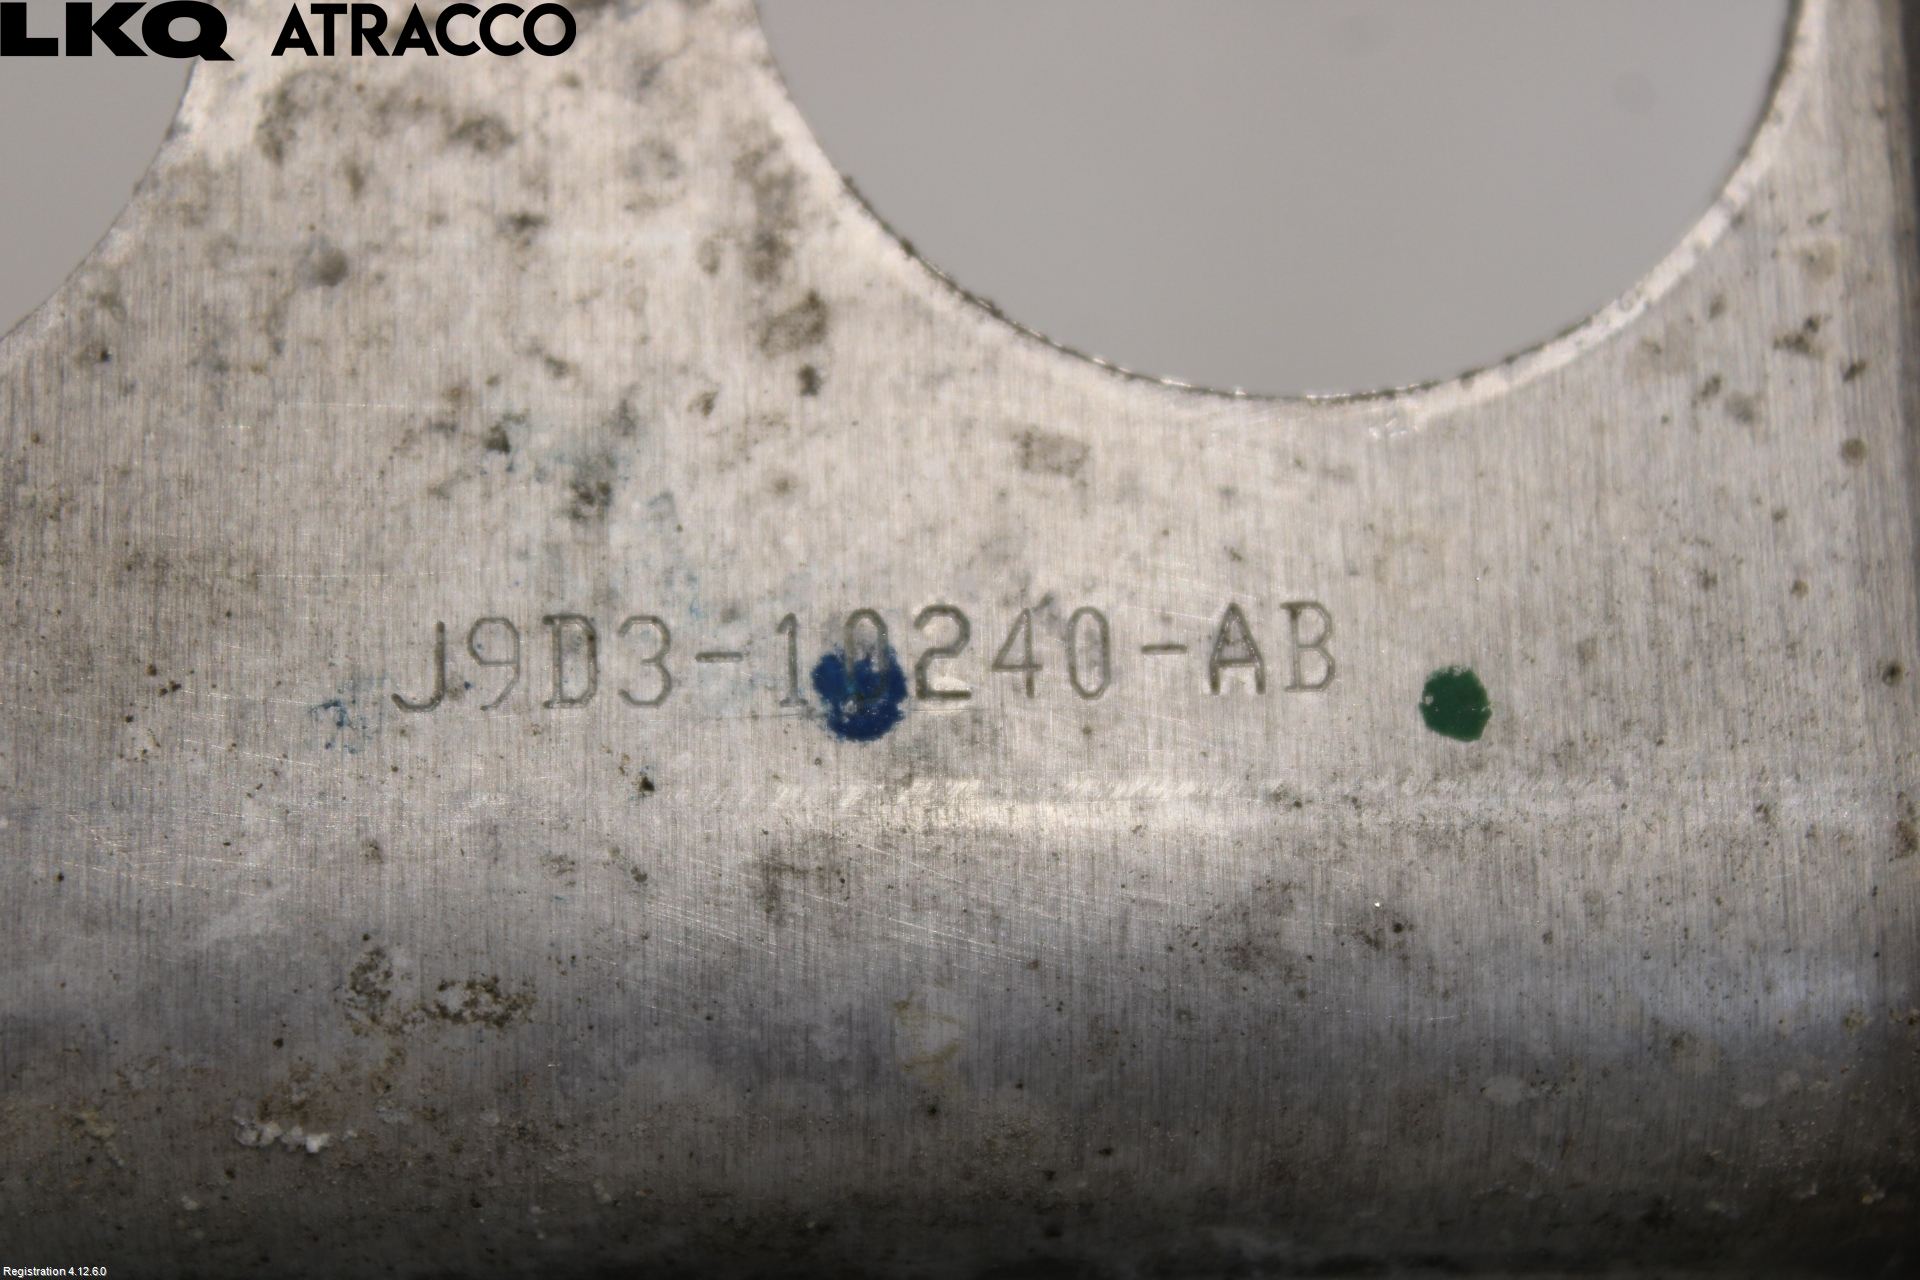 LKQ ATRACCO
J9D3-10240-AB
Registration 4.12.6.0